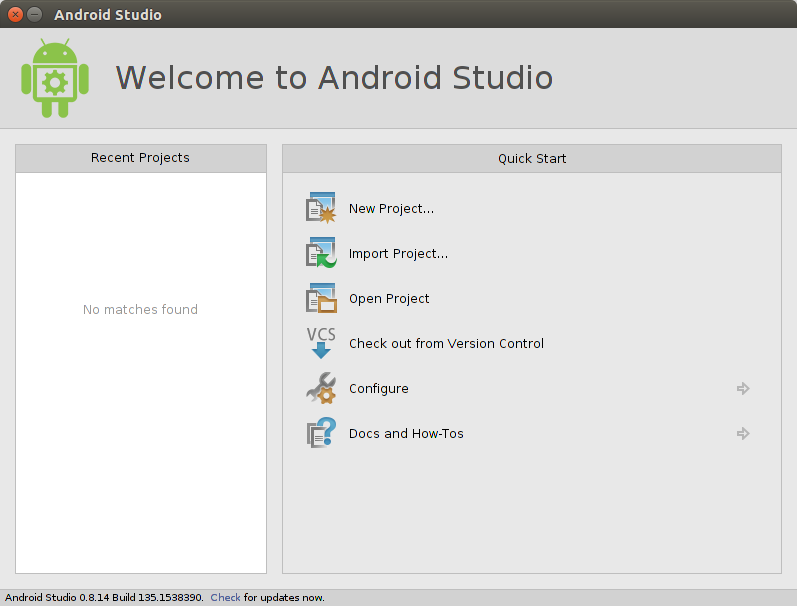 Android Studio
Welcome to Android Studio
Recent Projects
No matches found
Quick Start
New Project...
Import Project...
Open Project
VCS
Check out from Version Control
Configure
Docs and How-Tos
Android Studio 0.8.14 Build 135.1538390. Check for updates now.